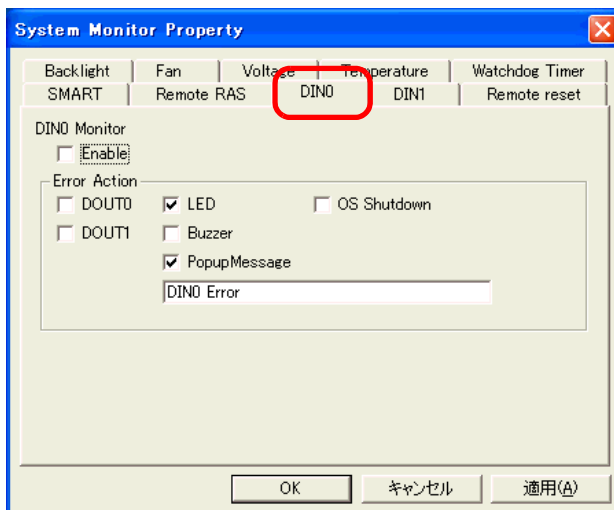 System Monitor Property
Backlight Fan Voltage Temperature Watchdog Timer
SMART Remote RAS DIN0 DIN1 Remote reset
DIN0 Monitor
Enable
Error Action
DOUT0 LED OS Shutdown
DOUT1 Buzzer
PopupMessage
DIN0 Error
OK キャンセル 適用(A)